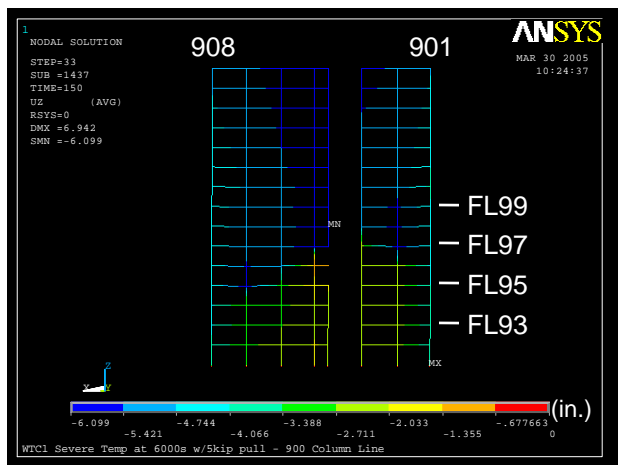 1
NODAL SOLUTION
STEP=33
SUB =1437
TIME=150
UZ (AVG)
RSYS=0
DMX =6.942
SMN =-6.099
908
901
ANSYS
MAR 30 2005
10:24:37
FL99
MN
FL97
FL95
FL93
MX
Z
X Y
(in.)
-6.099 -4.744 -3.388 -2.033 -.677663
-5.421 -4.066 -2.711 -1.355 0
WTC1 Severe Temp at 6000s w/5kip pull - 900 Column Line